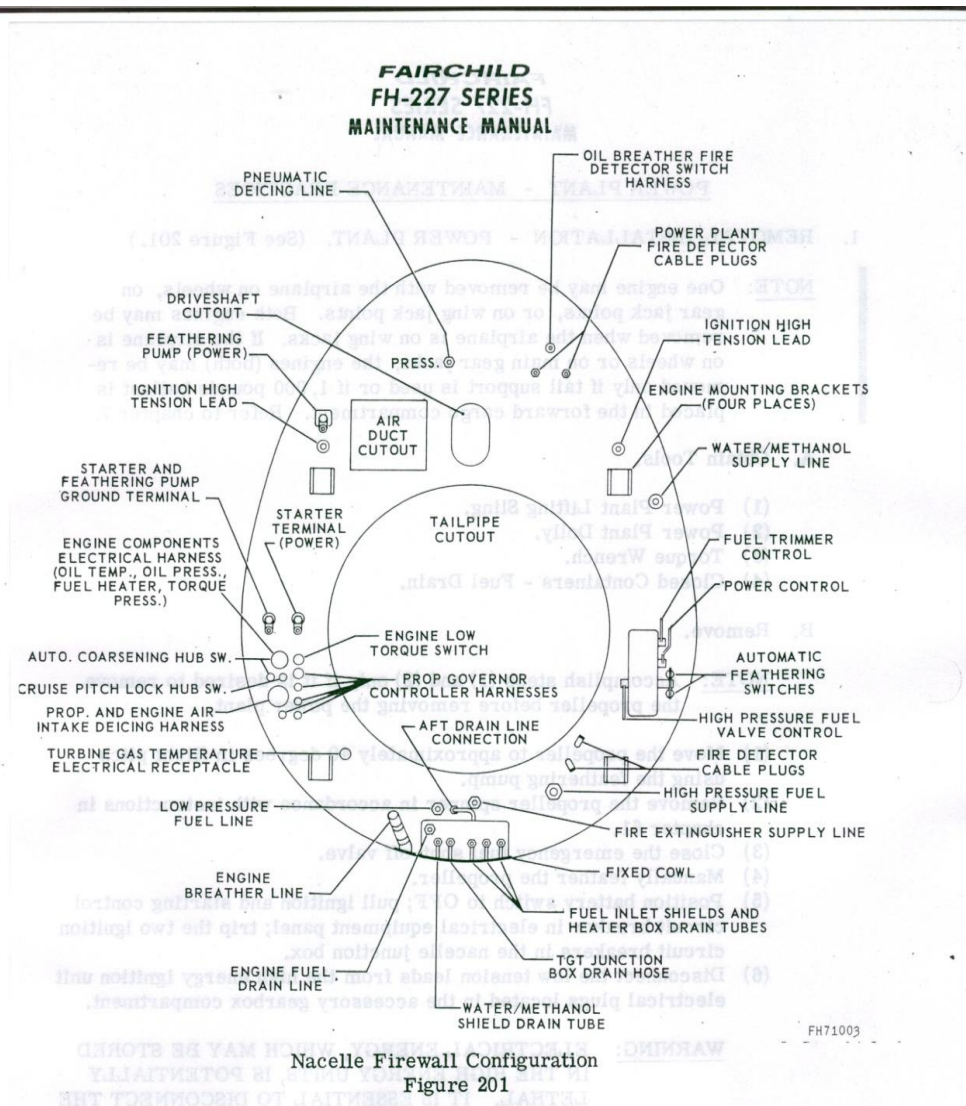 FAIRCHILD
FH-227 SERIES
MAINTENANCE MANUAL
PNEUMATIC
DEICING LINE
OIL BREATHER FIRE
DETECTOR SWITCH
HARNESS
POWER PLANT
FIRE DETECTOR
CABLE PLUGS
DRIVESHAFT
CUTOUT
FEATHERING
PUMP (POWER)
PRESS.
IGNITION HIGH
TENSION LEAD
IGNITION HIGH
TENSION LEAD
ENGINE MOUNTING BRACKETS
(FOUR PLACES)
AIR
DUCT
CUTOUT
WATER/METHANOL
SUPPLY LINE
STARTER AND
FEATHERING PUMP
GROUND TERMINAL
STARTER
TERMINAL
(POWER)
TAILPIPE
CUTOUT
ENGINE COMPONENTS
ELECTRICAL HARNESS
(OIL TEMP., OIL PRESS.,
FUEL HEATER, TORQUE
PRESS.)
FUEL TRIMMER
CONTROL
POWER CONTROL
ENGINE LOW
TORQUE SWITCH
AUTO. COARSENING HUB SW.
CRUISE PITCH LOCK HUB SW.
PROP. GOVERNOR
CONTROLLER HARNESSES
AUTOMATIC
FEATHERING
SWITCHES
PROP. AND ENGINE AIR
INTAKE DEICING HARNESS
AFT DRAIN LINE
CONNECTION
HIGH PRESSURE FUEL
VALVE CONTROL
TURBINE GAS TEMPERATURE
ELECTRICAL RECEPTACLE
FIRE DETECTOR
CABLE PLUGS
LOW PRESSURE
FUEL LINE
HIGH PRESSURE FUEL
SUPPLY LINE
FIRE EXTINGUISHER SUPPLY LINE
ENGINE
BREATHER LINE
FIXED COWL
FUEL INLET SHIELDS AND
HEATER BOX DRAIN TUBES
ENGINE FUEL
DRAIN LINE
TGT JUNCTION
BOX DRAIN HOSE
WATER/METHANOL
SHIELD DRAIN TUBE
FH71003
Nacelle Firewall Configuration
Figure 201